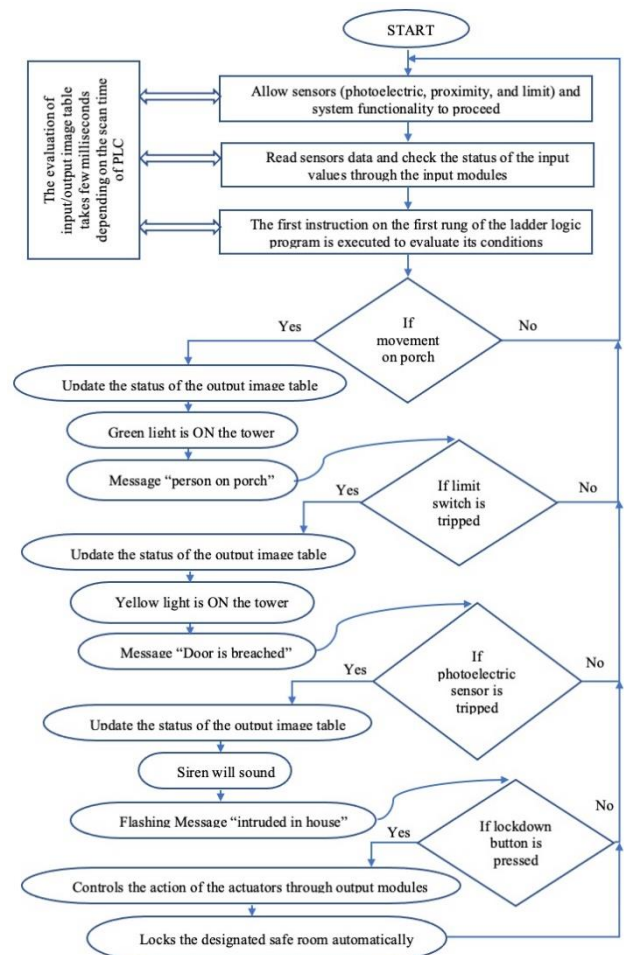 START
Allow sensors (photoelectric, proximity, and limit) and
system functionality to proceed
The evaluation of
input/output image table
takes few milliseconds
depending on the scan time
of PLC
Read sensors data and check the status of the input
values through the input modules
The first instruction on the first rung of the ladder logic
program is executed to evaluate its conditions
If
movement
on porch
Yes
No
Update the status of the output image table
Green light is ON the tower
Message “person on porch”
If limit
switch is
tripped
Yes
No
Update the status of the output image table
Yellow light is ON the tower
Message “Door is breached”
If
photoelectric
sensor is
tripped
Yes
No
Update the status of the output image table
Siren will sound
Flashing Message “intruded in house”
If lockdown
button is
pressed
Yes
No
Controls the action of the actuators through output modules
Locks the designated safe room automatically